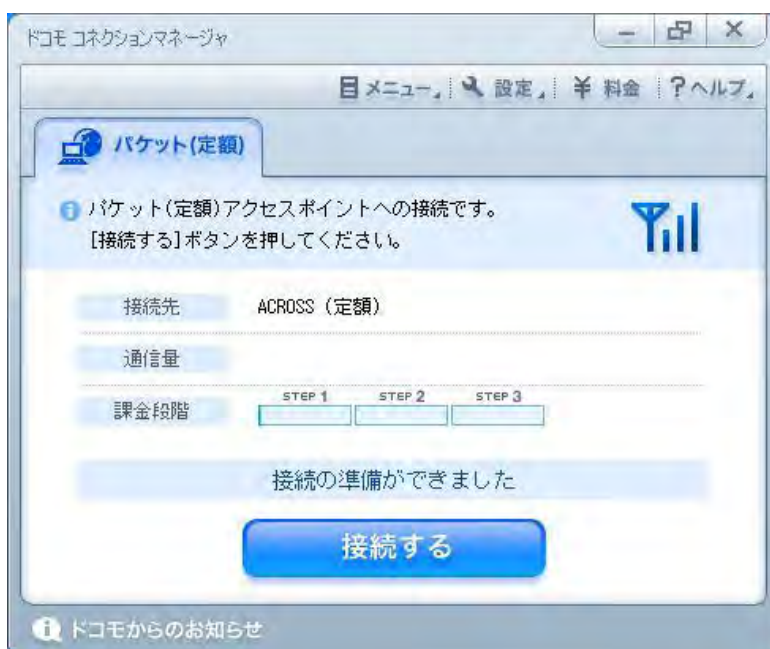 ドコモ コネクションマネージャ
メニュー 設定 ¥ 料金 ? ヘルプ
パケット(定額)
パケット(定額)アクセスポイントへの接続です。
[接続する]ボタンを押してください。
接続先 ACROSS (定額)
通信量
課金段階 STEP 1 STEP 2 STEP 3
接続の準備ができました
接続する
ドコモからのお知らせ